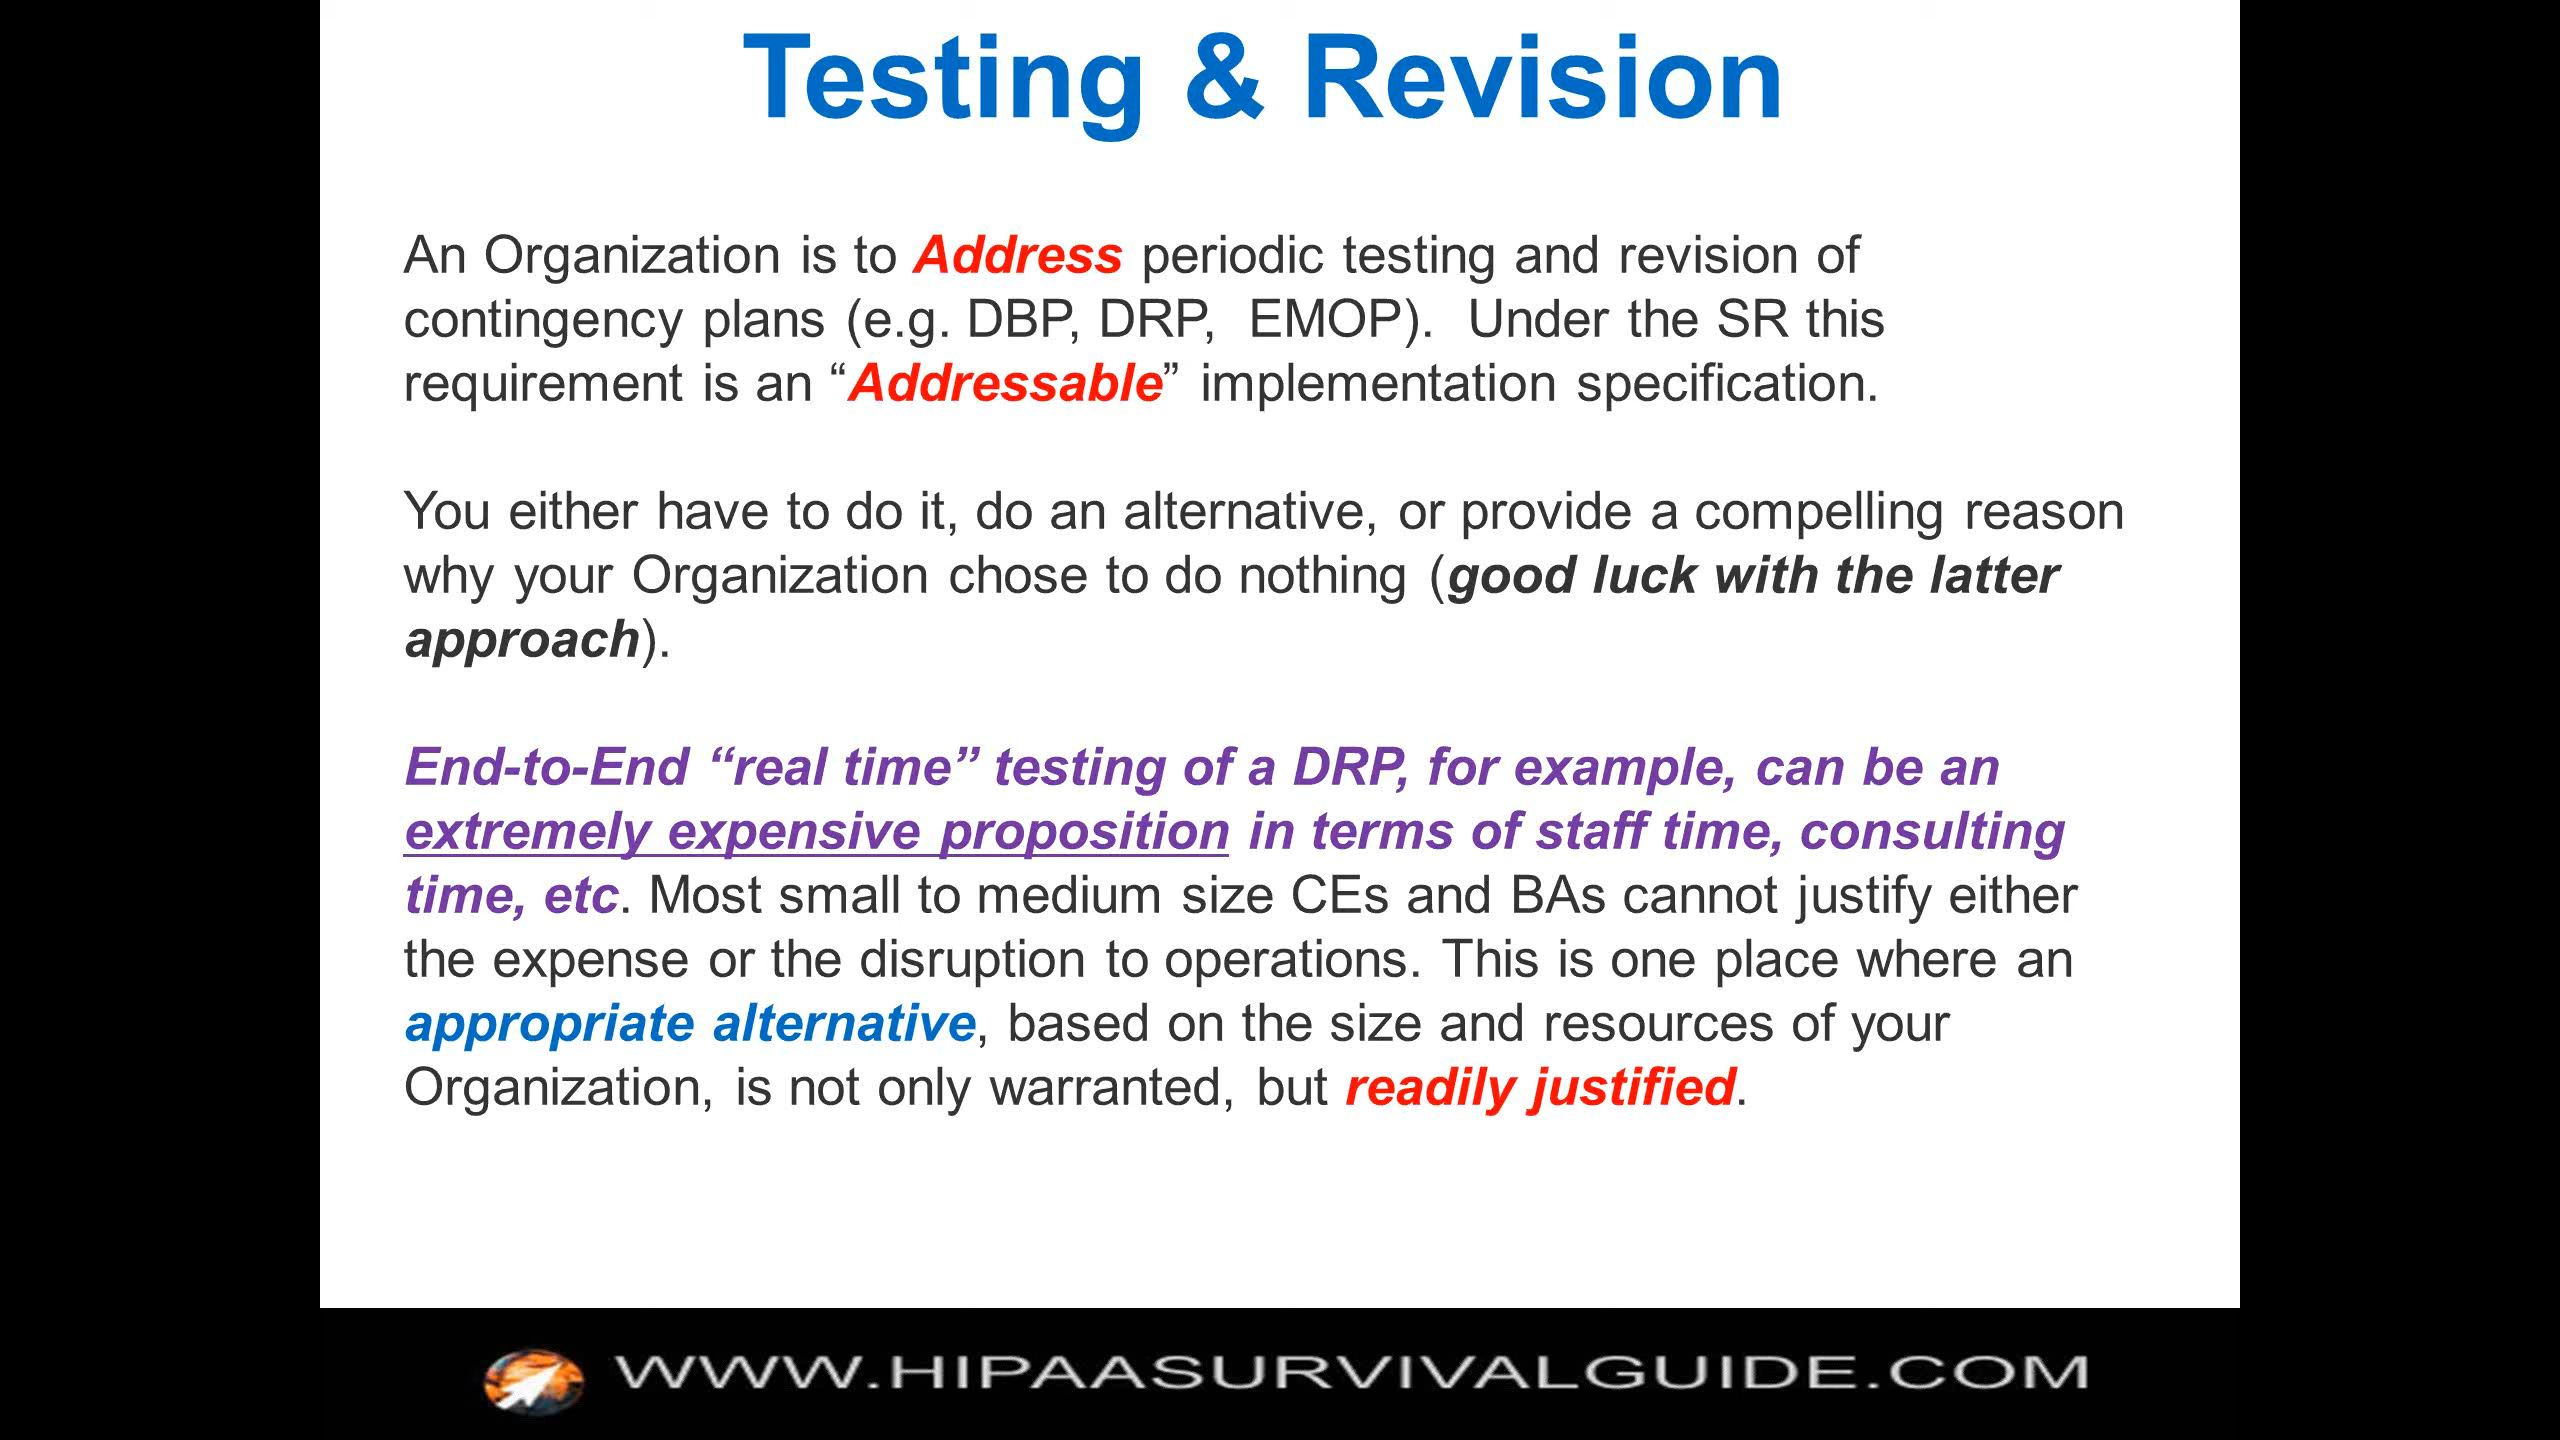 Testing & Revision
An Organization is to Address periodic testing and revision of
contingency plans (e.g. DBP, DRP,  EMOP).  Under the SR this
requirement is an “Addressable” implementation specification.
You either have to do it, do an alternative, or provide a compelling reason
why your Organization chose to do nothing (good luck with the latter
approach).
End-to-End “real time” testing of a DRP, for example, can be an
extremely expensive proposition in terms of staff time, consulting
time, etc. Most small to medium size CEs and BAs cannot justify either
the expense or the disruption to operations. This is one place where an
appropriate alternative, based on the size and resources of your
Organization, is not only warranted, but readily justified.
WWW.HIPAASURVIVALGUIDE.COM